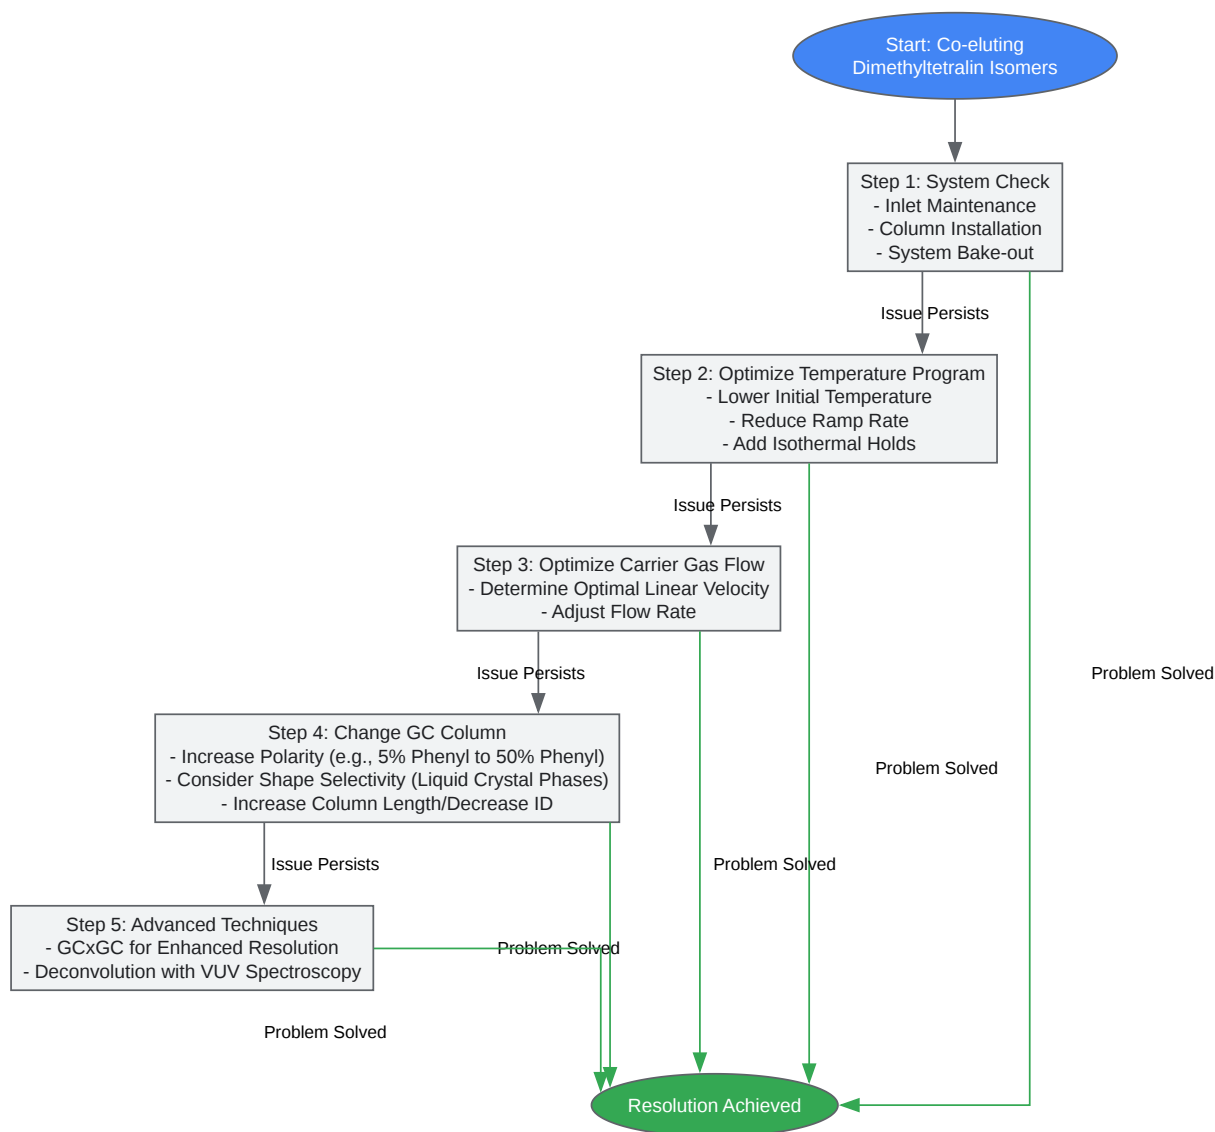 Start: Co-eluting
Dimethyltetralin Isomers
Step 1: System Check
- Inlet Maintenance
- Column Installation
- System Bake-out
Issue Persists
Step 2: Optimize Temperature Program
- Lower Initial Temperature
- Reduce Ramp Rate
- Add Isothermal Holds
Issue Persists
Step 3: Optimize Carrier Gas Flow
- Determine Optimal Linear Velocity
- Adjust Flow Rate
Issue Persists
Problem Solved
Step 4: Change GC Column
- Increase Polarity (e.g., 5% Phenyl to 50% Phenyl)
- Consider Shape Selectivity (Liquid Crystal Phases)
- Increase Column Length/Decrease ID
Problem Solved
Issue Persists
Problem Solved
Step 5: Advanced Techniques
- GCxGC for Enhanced Resolution
- Deconvolution with VUV Spectroscopy
Problem Solved
Problem Solved
Resolution Achieved